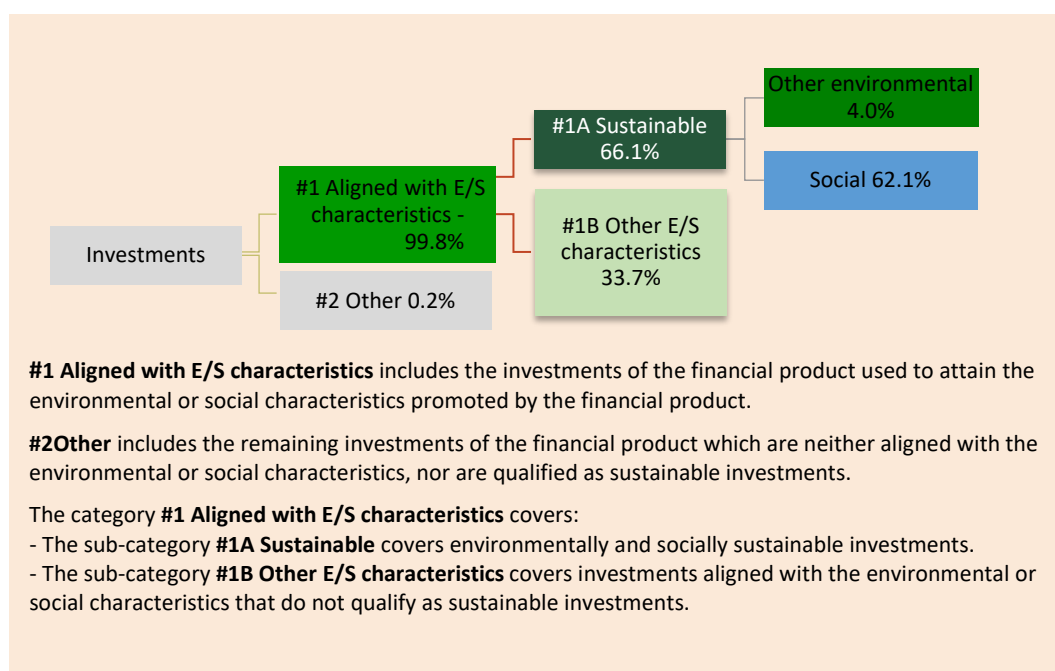 Investments
#1 Aligned with E/S
characteristics -
99.8%
#2 Other 0.2%
#1A Sustainable
66.1%
#1B Other E/S
characteristics
33.7%
Other environmental
4.0%
Social 62.1%
#1 Aligned with E/S characteristics includes the investments of the financial product used to attain the
environmental or social characteristics promoted by the financial product.
#2Other includes the remaining investments of the financial product which are neither aligned with the
environmental or social characteristics, nor are qualified as sustainable investments.
The category #1 Aligned with E/S characteristics covers:
- The sub-category #1A Sustainable covers environmentally and socially sustainable investments.
- The sub-category #1B Other E/S characteristics covers investments aligned with the environmental or
social characteristics that do not qualify as sustainable investments.